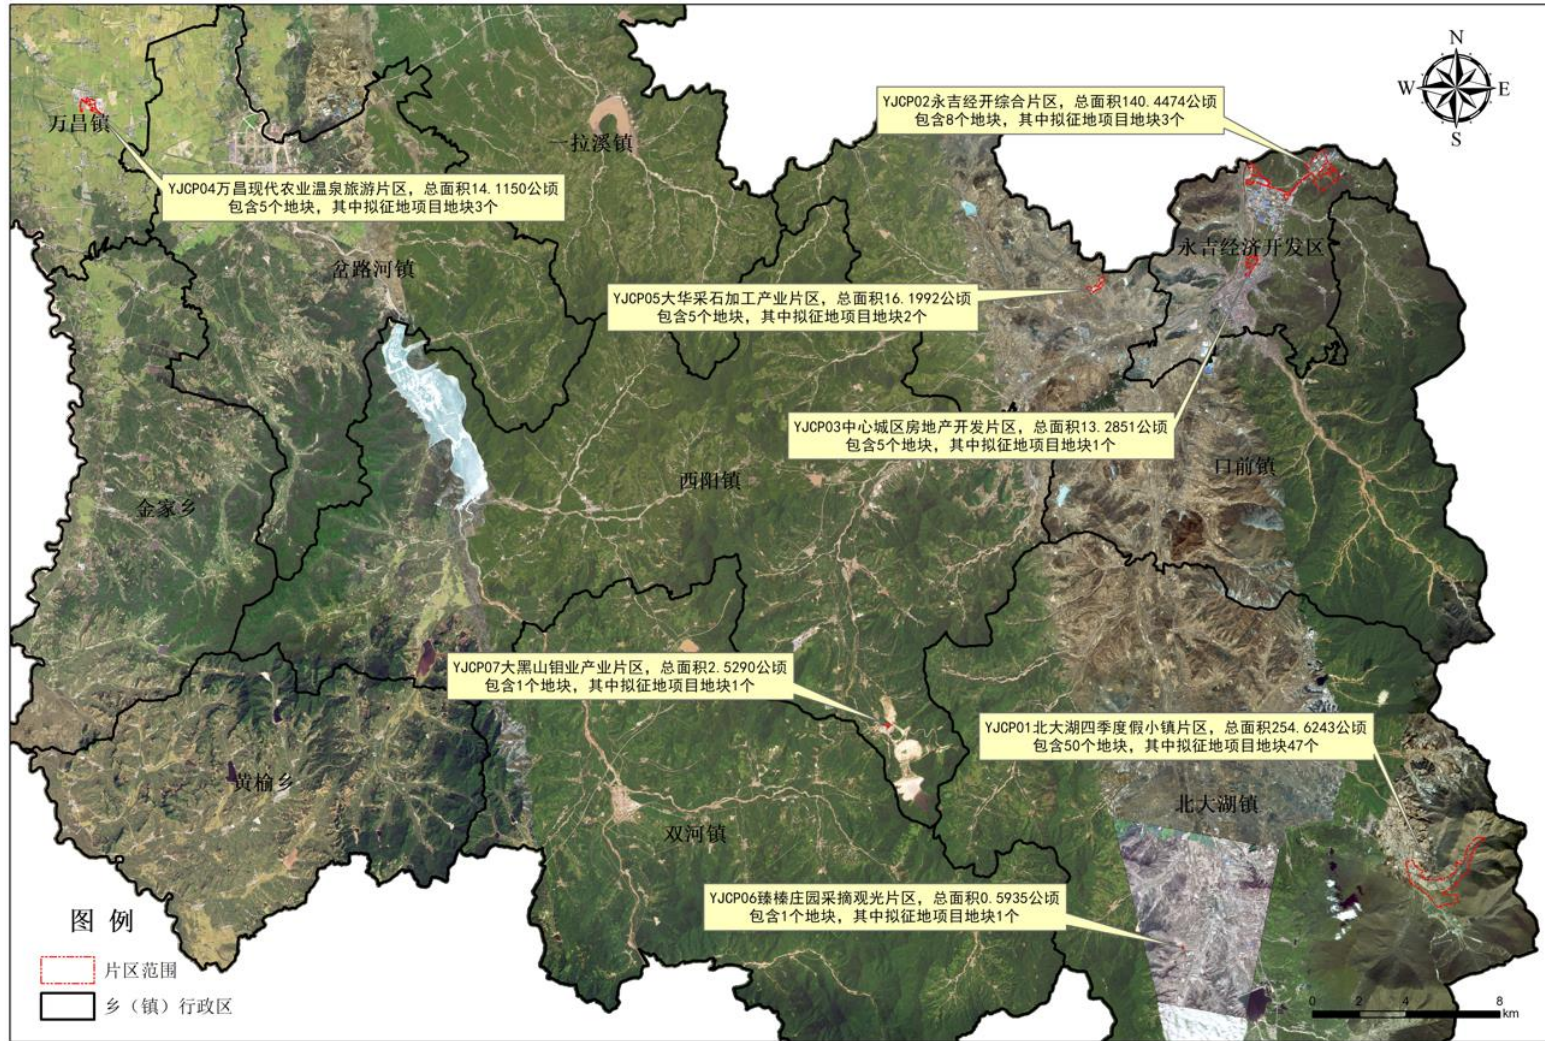 N
W
E
S
YJCP02永吉经开综合片区，总面积140.4474公顷
包含8个地块，其中拟征地项目地块3个
万昌镇
一拉溪镇
YJCP04万昌现代农业温泉旅游片区，总面积14.1150公顷
包含5个地块，其中拟征地项目地块3个
永吉经济开发区
岔路河镇
YJCP05大华采石加工产业片区，总面积16.1992公顷
包含5个地块，其中拟征地项目地块2个
YJCP03中心城区房地产开发片区，总面积13.2851公顷
包含5个地块，其中拟征地项目地块1个
口前镇
西阳镇
金家乡
YJCP07大黑山钼业产业片区，总面积2.5290公顷
包含1个地块，其中拟征地项目地块1个
YJCP01北大湖四季度假小镇片区，总面积254.6243公顷
包含50个地块，其中拟征地项目地块47个
黄榆乡
北大湖镇
双河镇
YJCP06臻榛庄园采摘观光片区，总面积0.5935公顷
包含1个地块，其中拟征地项目地块1个
图 例
片区范围
乡（镇）行政区
0 2 4 8
km